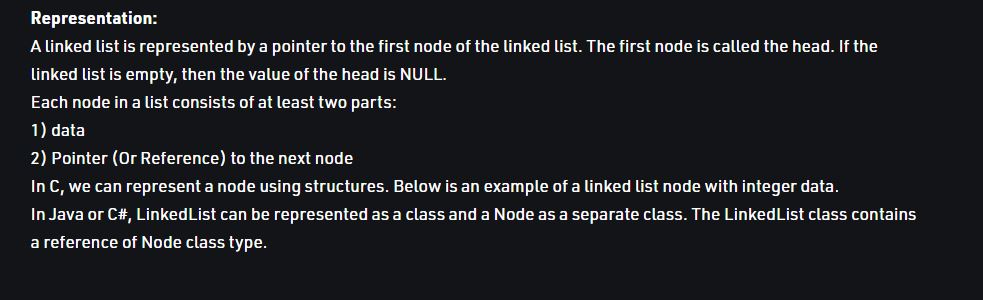 Representation:
A linked list is represented by a pointer to the first node of the linked list. The first node is called the head. If the
linked list is empty, then the value of the head is NULL.
Each node in a list consists of at least two parts:
1) data
2) Pointer (Or Reference) to the next node
In C, we can represent a node using structures. Below is an example of a linked list node with integer data.
In Java or C#, LinkedList can be represented as a class and a Node as a separate class. The LinkedList class contains
a reference of Node class type.